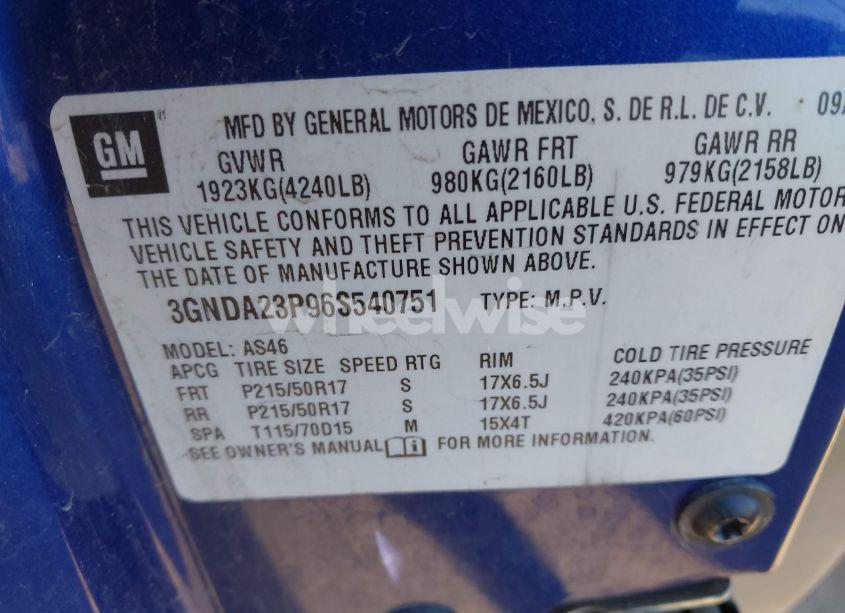 GM
MFD BY GENERAL MOTORS DE MEXICO, S. DE R.L. DE C.V. 09/
GVWR GAWR FRT GAWR RR
1923KG(4240LB) 980KG(2160LB) 979KG(2158LB)
THIS VEHICLE CONFORMS TO ALL APPLICABLE U.S. FEDERAL MOTOR
VEHICLE SAFETY AND THEFT PREVENTION STANDARDS IN EFFECT ON
THE DATE OF MANUFACTURE SHOWN ABOVE.
3GNDA23P96S540751 TYPE: M.P.V.
wheelwise
MODEL: AS46
APCG TIRE SIZE SPEED RTG RIM COLD TIRE PRESSURE
FRT P215/50R17 S 17X6.5J 240KPA(35PSI)
RR P215/50R17 S 17X6.5J 240KPA(35PSI)
SPA T115/70D15 M 15X4T 420KPA(60PSI)
SEE OWNER'S MANUAL FOR MORE INFORMATION.